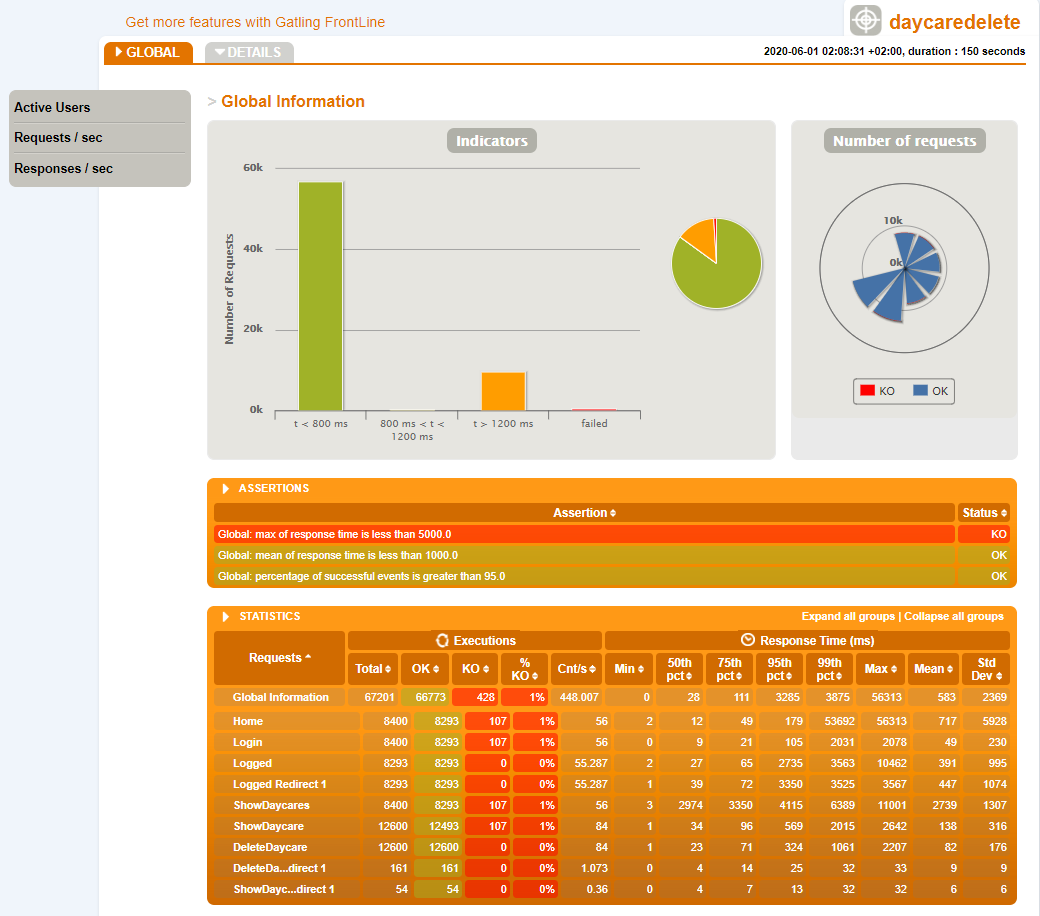 Get more features with Gatling FrontLine
daycaredelete
GLOBAL
DETAILS
2020-06-01 02:08:31 +02:00, duration : 150 seconds
Active Users
Requests / sec
Responses / sec
> Global Information
Indicators
Number of Requests
60k
40k
20k
0k
t < 800 ms
800 ms < t <
1200 ms
t > 1200 ms
failed
Number of requests
10k
0k
KO OK
ASSERTIONS
Assertion Status
Global: max of response time is less than 5000.0 KO
Global: mean of response time is less than 1000.0 OK
Global: percentage of successful events is greater than 95.0 OK
STATISTICS
Expand all groups | Collapse all groups
Requests
Executions
Response Time (ms)
Total OK KO % KO Cnt/s Min 50th pct 75th pct 95th pct 99th pct Max Mean Std Dev
Global Information 67201 66773 428 1% 448.007 0 28 111 3285 3875 56313 583 2369
Home 8400 8293 107 1% 56 2 12 49 179 53692 56313 717 5928
Login 8400 8293 107 1% 56 0 9 21 105 2031 2078 49 230
Logged 8293 8293 0 0% 55.287 2 27 65 2735 3563 10462 391 995
Logged Redirect 1 8293 8293 0 0% 55.287 1 39 72 3350 3525 3567 447 1074
ShowDaycares 8400 8293 107 1% 56 3 2974 3350 4115 6389 11001 2739 1307
ShowDaycare 12600 12493 107 1% 84 1 34 96 569 2015 2642 138 316
DeleteDaycare 12600 12600 0 0% 84 1 23 71 324 1061 2207 82 176
DeleteDa...direct 1 161 161 0 0% 1.073 0 4 14 25 32 33 9 9
ShowDayc...direct 1 54 54 0 0% 0.36 0 4 7 13 32 32 6 6